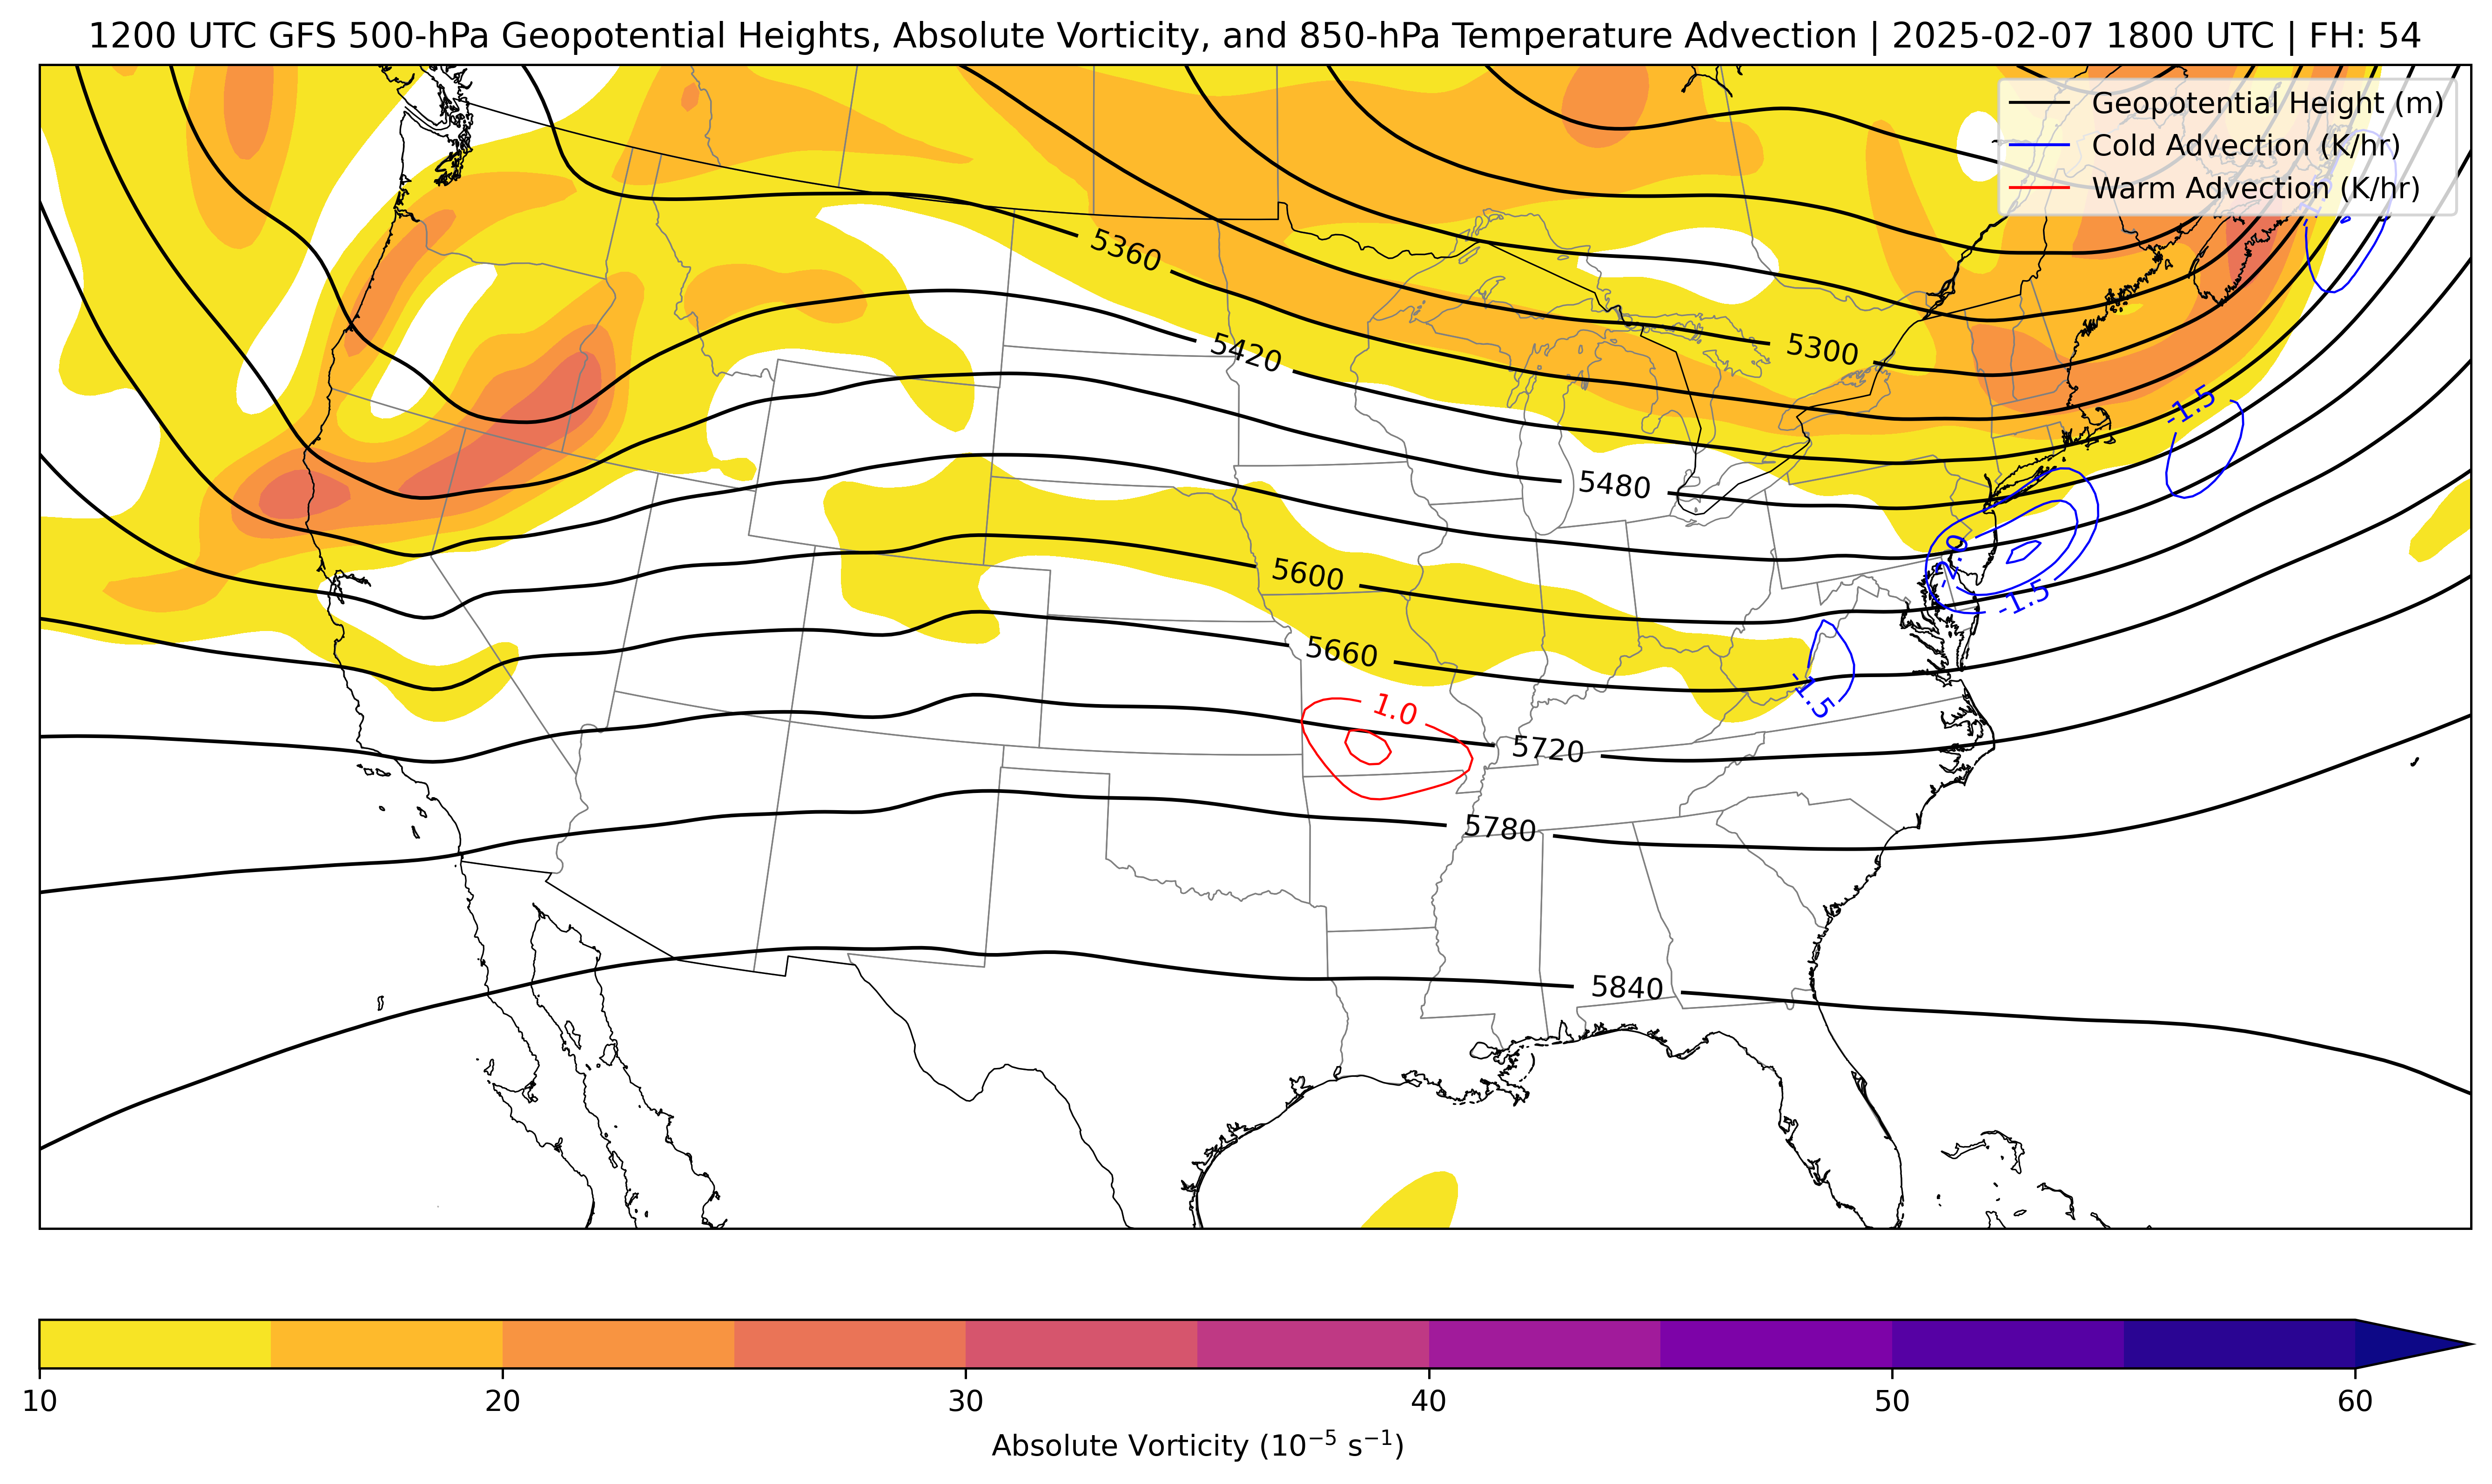 1200 UTC GFS 500-hPa Geopotential Heights, Absolute Vorticity, and 850-hPa Temperature Advection | 2025-02-07 1800 UTC | FH: 54
Geopotential Height (m)
Cold Advection (K/hr)
Warm Advection (K/hr)
5360
5420
5300
-1.5
5480
-2.0
5600
-1.5
5660
-1.5
1.0
5720
5780
5840
10 20 30 40 50 60
Absolute Vorticity (10⁻⁵ s⁻¹)